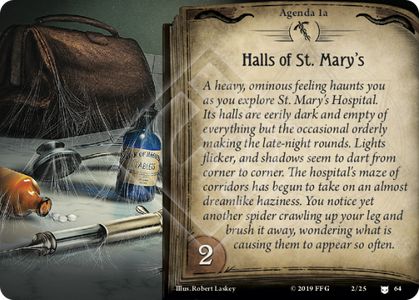 Agenda 1a
Halls of St. Mary's
A heavy, ominous feeling haunts you
as you explore St. Mary's Hospital.
Its halls are eerily dark and empty of
everything but the occasional orderly
making the late-night rounds. Lights
flicker, and shadows seem to dart from
corner to corner. The hospital's maze of
corridors has begun to take on an almost
dreamlike haziness. You notice yet
another spider crawling up your leg and
brush it away, wondering what is
causing them to appear so often.
2
TABLETS
Illus. Robert Laskey
© 2019 FFG
2/25
64